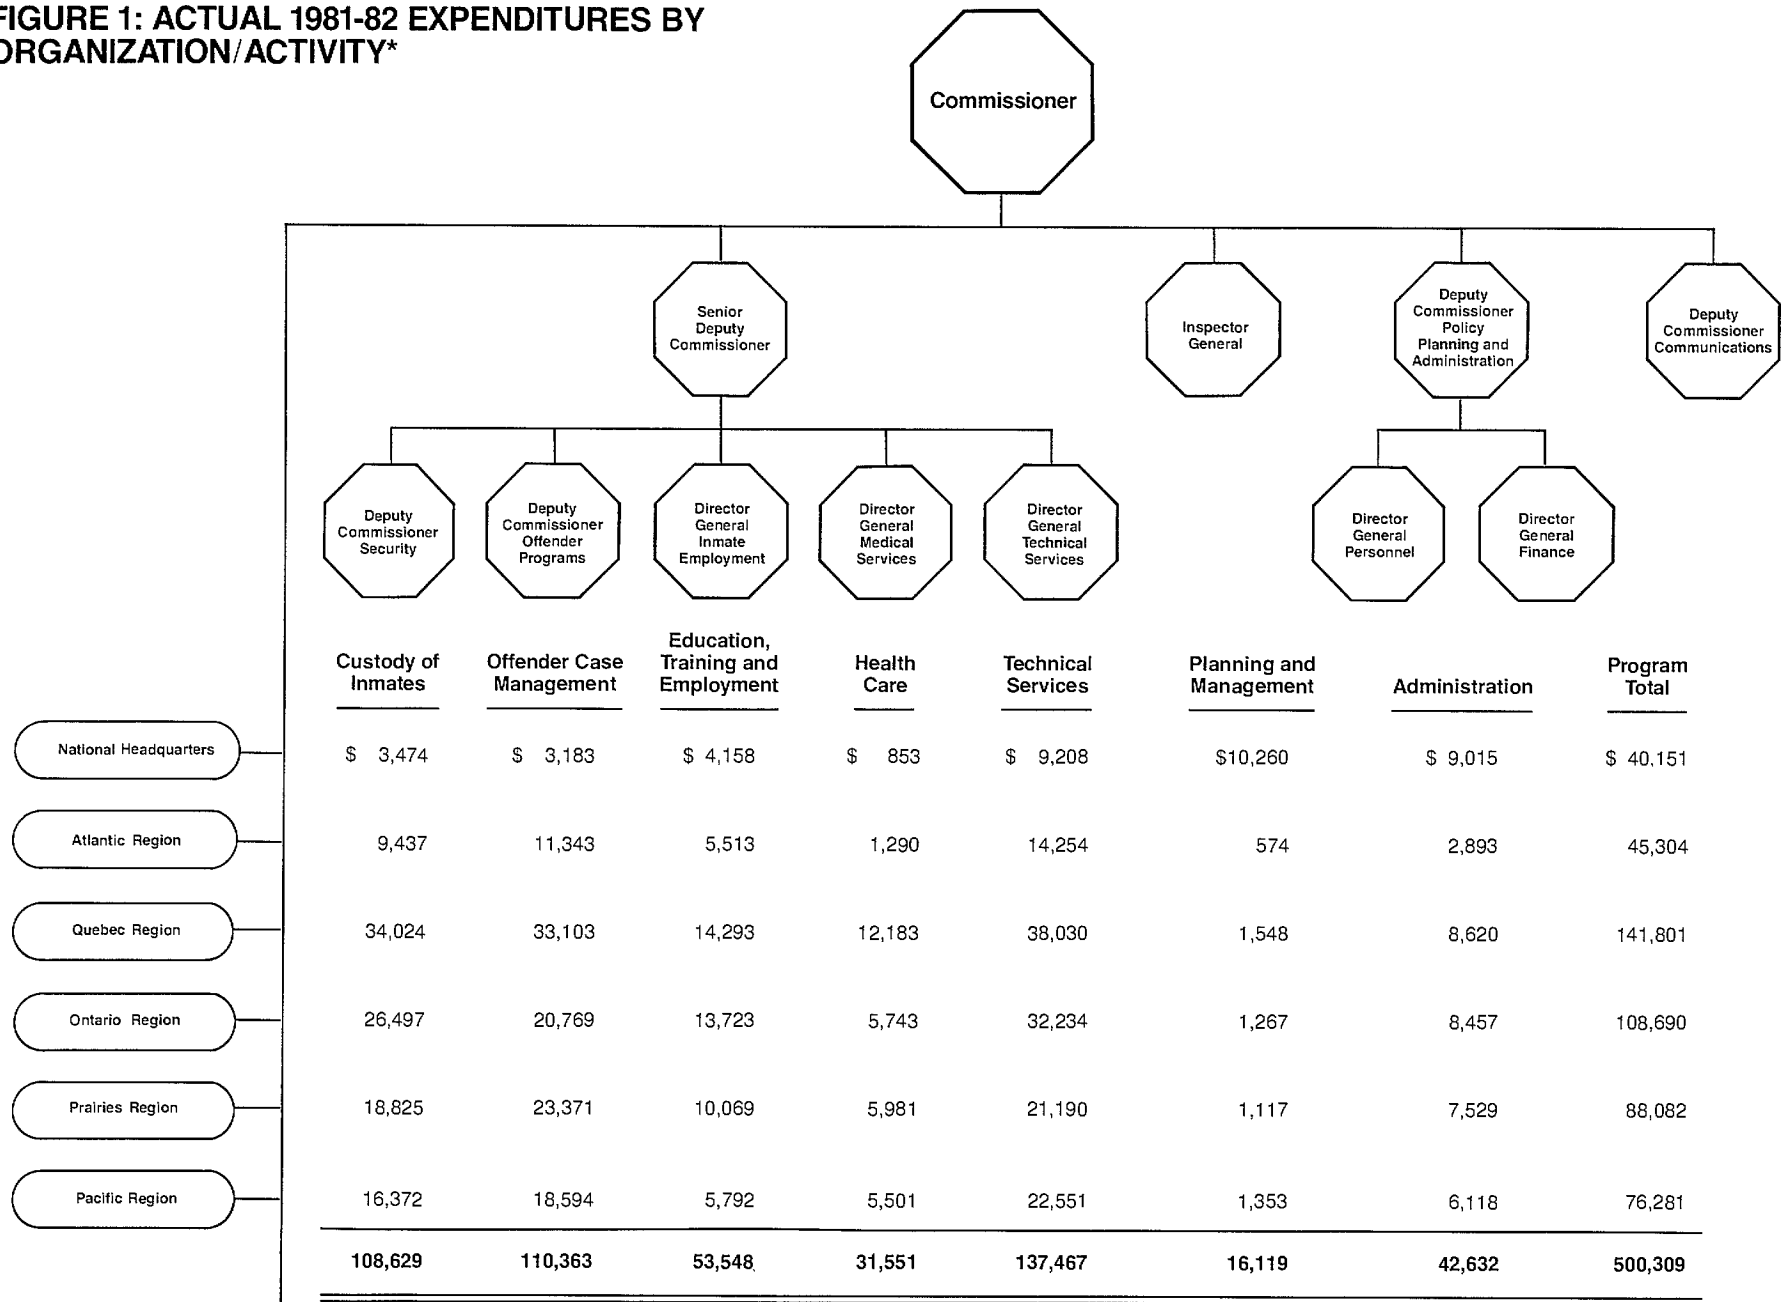 FIGURE 1: ACTUAL 1981-82 EXPENDITURES BY
ORGANIZATION/ACTIVITY*
Commissioner
Senior
Deputy
Commissioner
Inspector
General
Deputy
Commissioner
Policy
Planning and
Administration
Deputy
Commissioner
Communications
Deputy
Commissioner
Security
Deputy
Commissioner
Offender
Programs
Director
General
Inmate
Employment
Director
General
Medical
Services
Director
General
Technical
Services
Director
General
Personnel
Director
General
Finance
Custody of
Inmates
Offender Case
Management
Education,
Training and
Employment
Health
Care
Technical
Services
Planning and
Management
Administration
Program
Total
National Headquarters $ 3,474 $ 3,183 $ 4,158 $ 853 $ 9,208 $10,260 $ 9,015 $ 40,151
Atlantic Region 9,437 11,343 5,513 1,290 14,254 574 2,893 45,304
Quebec Region 34,024 33,103 14,293 12,183 38,030 1,548 8,620 141,801
Ontario Region 26,497 20,769 13,723 5,743 32,234 1,267 8,457 108,690
Prairies Region 18,825 23,371 10,069 5,981 21,190 1,117 7,529 88,082
Pacific Region 16,372 18,594 5,792 5,501 22,551 1,353 6,118 76,281
108,629 110,363 53,548 31,551 137,467 16,119 42,632 500,309